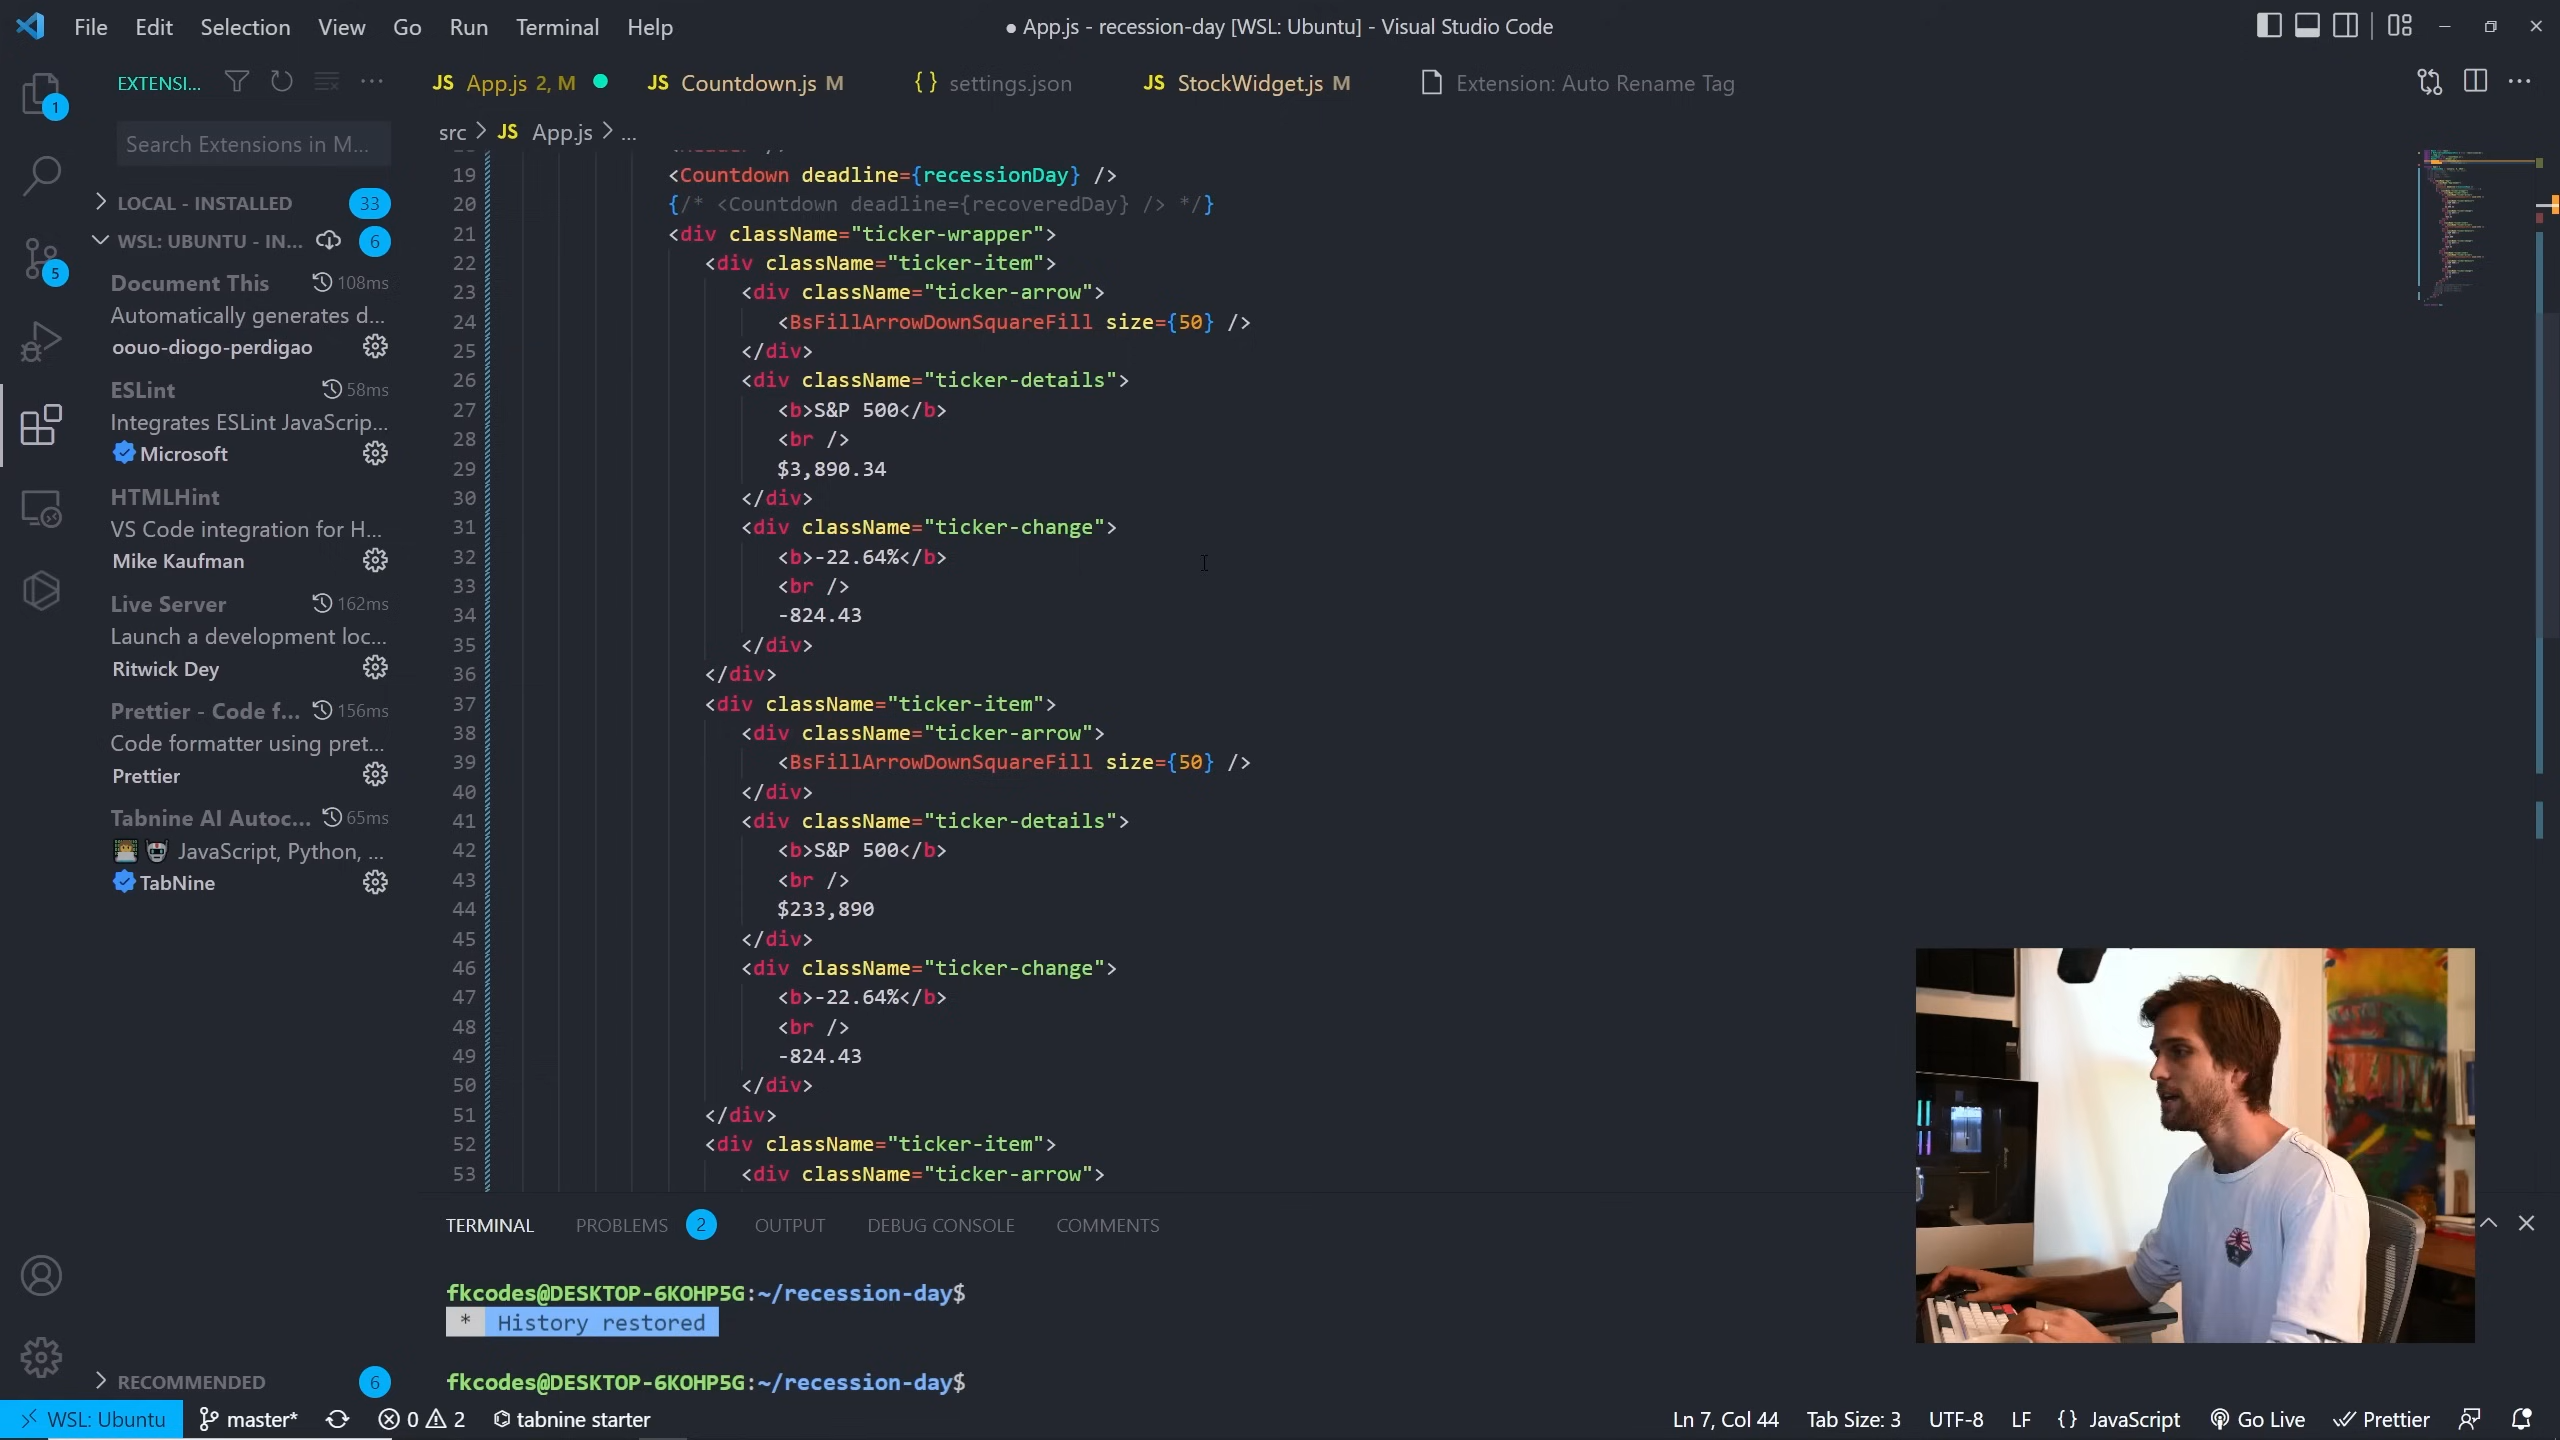 File Edit Selection View Go Run Terminal Help
● App.js - recession-day [WSL: Ubuntu] - Visual Studio Code
EXTENSI...
JS App.js 2, M
JS Countdown.js M
{} settings.json
JS StockWidget.js M
Extension: Auto Rename Tag
1
Search Extensions in M...
LOCAL - INSTALLED 33
WSL: UBUNTU - IN... 6
5
Document This 108ms
Automatically generates d...
oouo-diogo-perdigao
ESLint 58ms
Integrates ESLint JavaScrip...
Microsoft
HTMLHint
VS Code integration for H...
Mike Kaufman
Live Server 162ms
Launch a development loc...
Ritwick Dey
Prettier - Code f... 156ms
Code formatter using pret...
Prettier
Tabnine AI Autoc... 65ms
JavaScript, Python, ...
TabNine
RECOMMENDED 6
src > JS App.js > ...
19 <Countdown deadline={recessionDay} />
20 {/* <Countdown deadline={recoveredDay} /> */}
21 <div className="ticker-wrapper">
22 <div className="ticker-item">
23 <div className="ticker-arrow">
24 <BsFillArrowDownSquareFill size={50} />
25 </div>
26 <div className="ticker-details">
27 <b>S&P 500</b>
28 <br />
29 $3,890.34
30 </div>
31 <div className="ticker-change">
32 <b>-22.64%</b>
33 <br />
34 -824.43
35 </div>
36 </div>
37 <div className="ticker-item">
38 <div className="ticker-arrow">
39 <BsFillArrowDownSquareFill size={50} />
40 </div>
41 <div className="ticker-details">
42 <b>S&P 500</b>
43 <br />
44 $233,890
45 </div>
46 <div className="ticker-change">
47 <b>-22.64%</b>
48 <br />
49 -824.43
50 </div>
51 </div>
52 <div className="ticker-item">
53 <div className="ticker-arrow">
TERMINAL PROBLEMS 2 OUTPUT DEBUG CONSOLE COMMENTS
fkcodes@DESKTOP-6KOHP5G:~/recession-day$
* History restored
fkcodes@DESKTOP-6KOHP5G:~/recession-day$
WSL: Ubuntu master* 0 2 tabnine starter
Ln 7, Col 44 Tab Size: 3 UTF-8 LF {} JavaScript Go Live Prettier